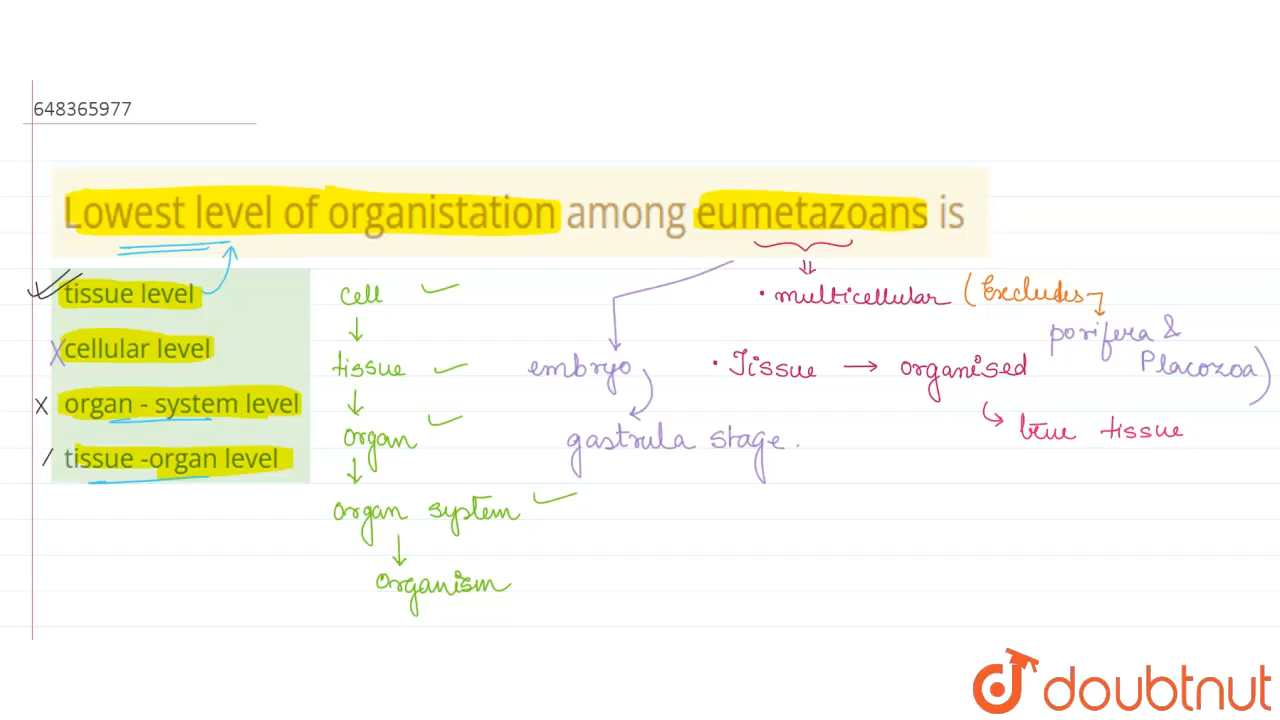 648365977
Lowest level of organistation among eumetazoans is
tissue level
cellular level
organ - system level
tissue -organ level
cell
tissue
organ
organ system
organism
embryo
gastrula stage.
• multicellular (Excludes
porifera &
Placozoa)
• Tissue → organised
true tissue
doubtnut